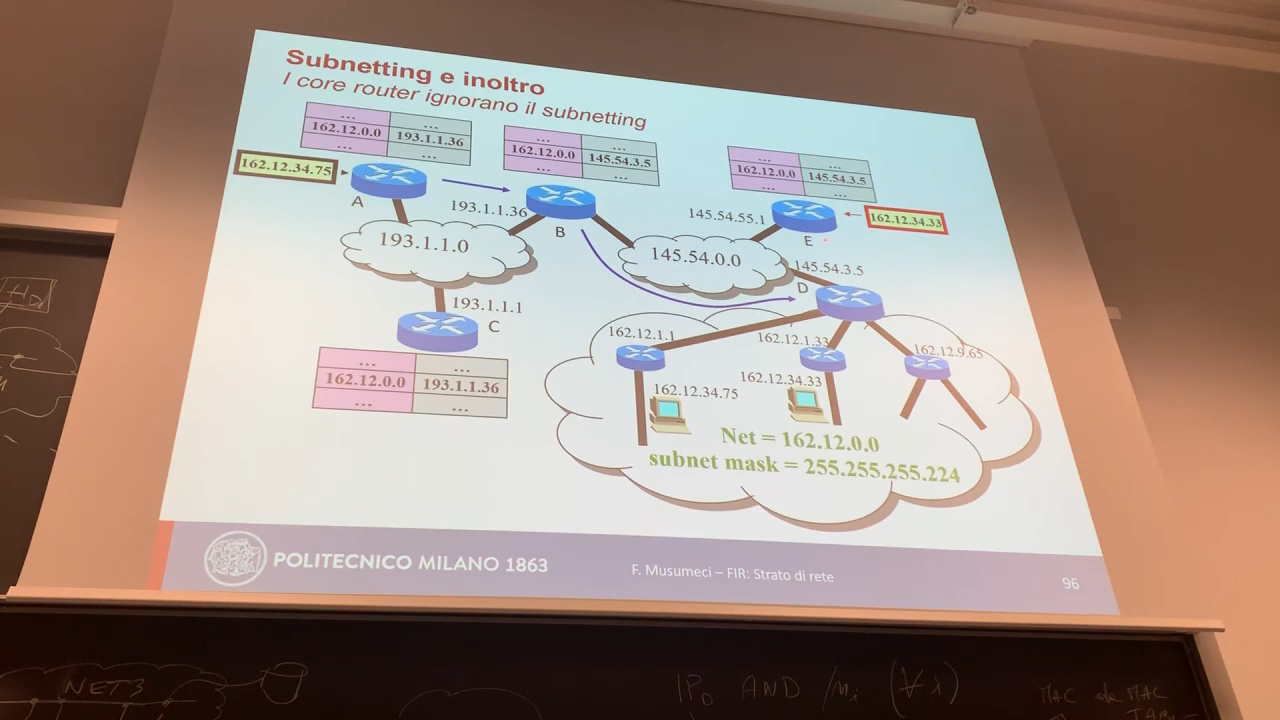 Subnetting e inoltro
I core router ignorano il subnetting
... ...
162.12.0.0 193.1.1.36
... ...
... ...
162.12.0.0 145.54.3.5
... ...
... ...
162.12.0.0 145.54.3.5
... ...
162.12.34.75
A
193.1.1.36
B
145.54.55.1
E
162.12.34.33
193.1.1.0
145.54.0.0
145.54.3.5
D
193.1.1.1
C
162.12.1.1
162.12.1.33
162.12.9.65
... ...
162.12.0.0 193.1.1.36
... ...
162.12.34.75
162.12.34.33
Net = 162.12.0.0
subnet mask = 255.255.255.224
POLITECNICO MILANO 1863
F. Musumeci – FIR: Strato di rete
96
NET3
IP_D AND /m_i (∀i)
MAC